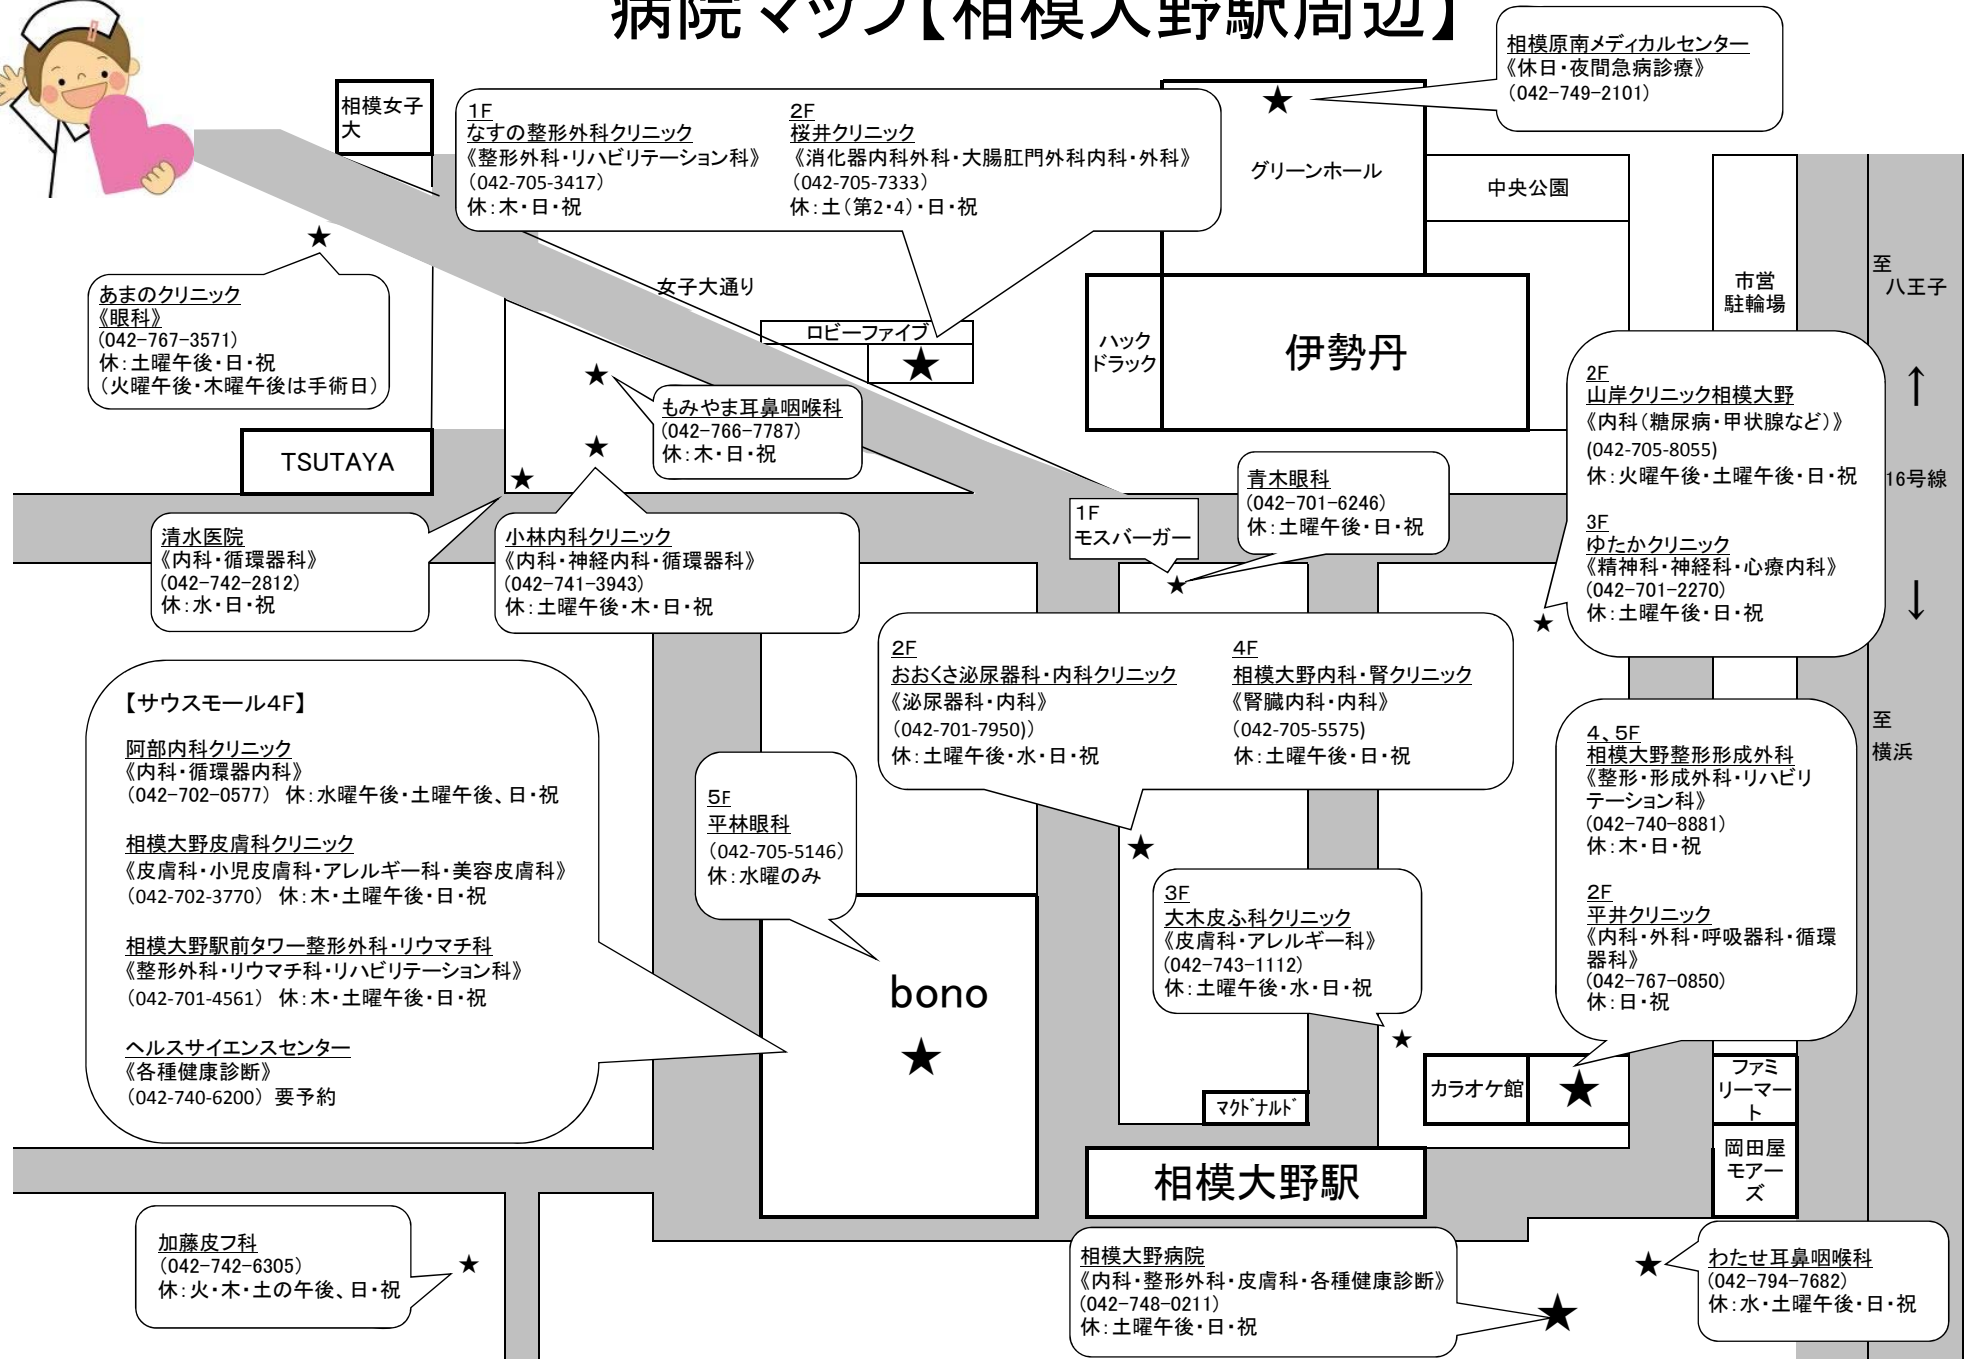 病院マップ【相模大野駅周辺】
相模原南メディカルセンター
《休日・夜間急病診療》
(042-749-2101)
相模女子
大
1F
なすの整形外科クリニック
《整形外科・リハビリテーション科》
(042-705-3417)
休:木・日・祝
2F
桜井クリニック
《消化器内科外科・大腸肛門外科内科・外科》
(042-705-7333)
休:土(第2・4)・日・祝
グリーンホール
中央公園
市営
駐輪場
至
八王子
あまのクリニック
《眼科》
(042-767-3571)
休:土曜午後・日・祝
(火曜午後・木曜午後は手術日)
女子大通り
ロビーファイブ
ハック
ドラック
伊勢丹
↑
16号線
↓
もみやま耳鼻咽喉科
(042-766-7787)
休:木・日・祝
2F
山岸クリニック相模大野
《内科(糖尿病・甲状腺など)》
(042-705-8055)
休:火曜午後・土曜午後・日・祝
3F
ゆたかクリニック
《精神科・神経科・心療内科》
(042-701-2270)
休:土曜午後・日・祝
TSUTAYA
清水医院
《内科・循環器科》
(042-742-2812)
休:水・日・祝
小林内科クリニック
《内科・神経内科・循環器科》
(042-741-3943)
休:土曜午後・木・日・祝
1F
モスバーガー
青木眼科
(042-701-6246)
休:土曜午後・日・祝
2F
おおくさ泌尿器科・内科クリニック
《泌尿器科・内科》
(042-701-7950))
休:土曜午後・水・日・祝
4F
相模大野内科・腎クリニック
《腎臓内科・内科》
(042-705-5575)
休:土曜午後・日・祝
【サウスモール4F】
阿部内科クリニック
《内科・循環器内科》
(042-702-0577) 休:水曜午後・土曜午後、日・祝
相模大野皮膚科クリニック
《皮膚科・小児皮膚科・アレルギー科・美容皮膚科》
(042-702-3770) 休:木・土曜午後・日・祝
相模大野駅前タワー整形外科・リウマチ科
《整形外科・リウマチ科・リハビリテーション科》
(042-701-4561) 休:木・土曜午後・日・祝
ヘルスサイエンスセンター
《各種健康診断》
(042-740-6200) 要予約
5F
平林眼科
(042-705-5146)
休:水曜のみ
bono
3F
大木皮ふ科クリニック
《皮膚科・アレルギー科》
(042-743-1112)
休:土曜午後・水・日・祝
至
横浜
4、5F
相模大野整形形成外科
《整形・形成外科・リハビリ
テーション科》
(042-740-8881)
休:木・日・祝
2F
平井クリニック
《内科・外科・呼吸器科・循環
器科》
(042-767-0850)
休:日・祝
マクドナルド
カラオケ館
ファミ
リーマー
ト
相模大野駅
岡田屋
モアー
ズ
加藤皮フ科
(042-742-6305)
休:火・木・土の午後、日・祝
相模大野病院
《内科・整形外科・皮膚科・各種健康診断》
(042-748-0211)
休:土曜午後・日・祝
わたせ耳鼻咽喉科
(042-794-7682)
休:水・土曜午後・日・祝